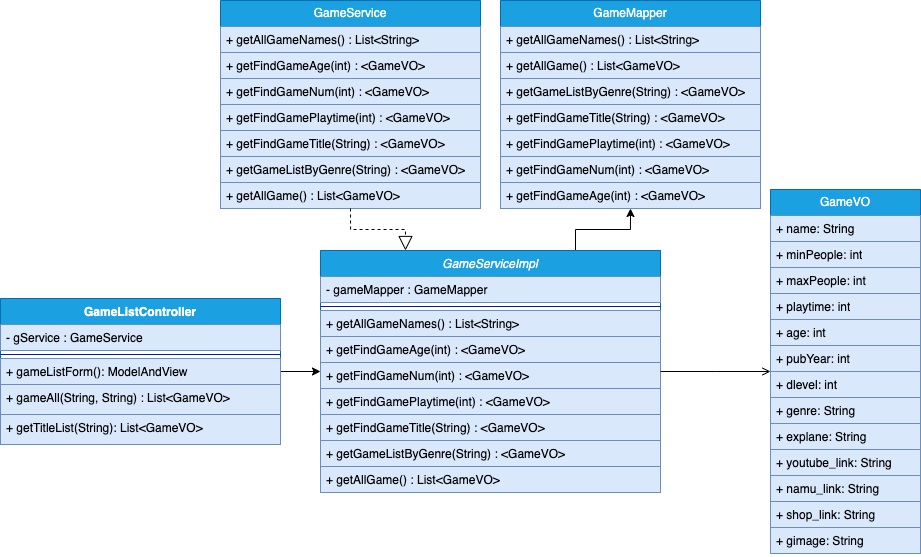 GameService
+ getAllGameNames() : List<String>
+ getFindGameAge(int) : <GameVO>
+ getFindGameNum(int) : <GameVO>
+ getFindGamePlaytime(int) : <GameVO>
+ getFindGameTitle(String) : <GameVO>
+ getGameListByGenre(String) : <GameVO>
+ getAllGame() : List<GameVO>
GameMapper
+ getAllGameNames() : List<String>
+ getAllGame() : List<GameVO>
+ getGameListByGenre(String) : <GameVO>
+ getFindGameTitle(String) : <GameVO>
+ getFindGamePlaytime(int) : <GameVO>
+ getFindGameNum(int) : <GameVO>
+ getFindGameAge(int) : <GameVO>
GameListController
- gService : GameService
+ gameListForm(): ModelAndView
+ gameAll(String, String) : List<GameVO>
+ getTitleList(String): List<GameVO>
GameServiceImpl
- gameMapper : GameMapper
+ getAllGameNames() : List<String>
+ getFindGameAge(int) : <GameVO>
+ getFindGameNum(int) : <GameVO>
+ getFindGamePlaytime(int) : <GameVO>
+ getFindGameTitle(String) : <GameVO>
+ getGameListByGenre(String) : <GameVO>
+ getAllGame() : List<GameVO>
GameVO
+ name: String
+ minPeople: int
+ maxPeople: int
+ playtime: int
+ age: int
+ pubYear: int
+ dlevel: int
+ genre: String
+ explane: String
+ youtube_link: String
+ namu_link: String
+ shop_link: String
+ gimage: String